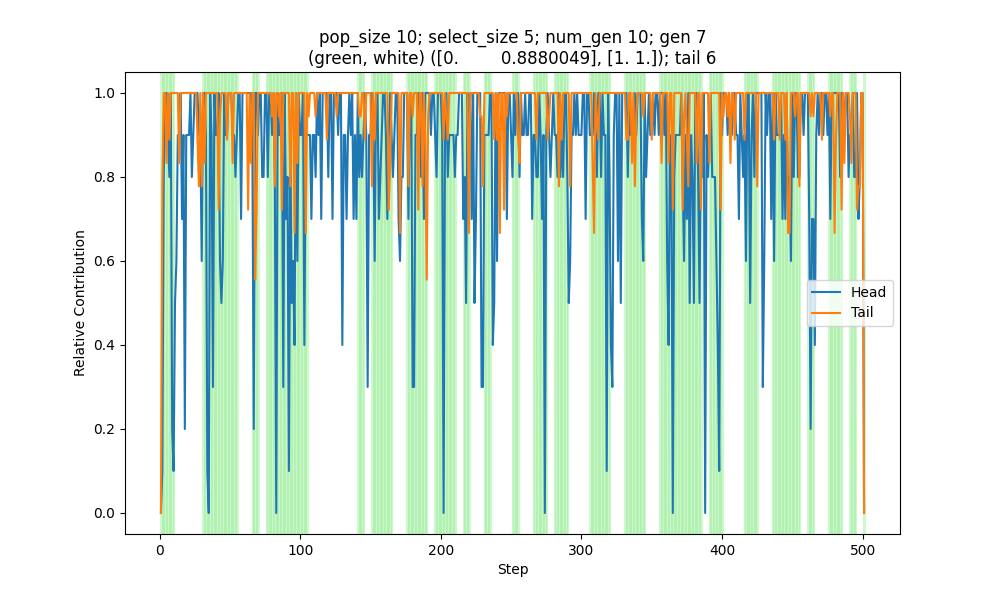 pop_size 10; select_size 5; num_gen 10; gen 7
(green, white) ([0.        0.8880049], [1. 1.]); tail 6
1.0
0.8
0.6
0.4
0.2
0.0
Relative Contribution
Head
Tail
0
100
200
300
400
500
Step